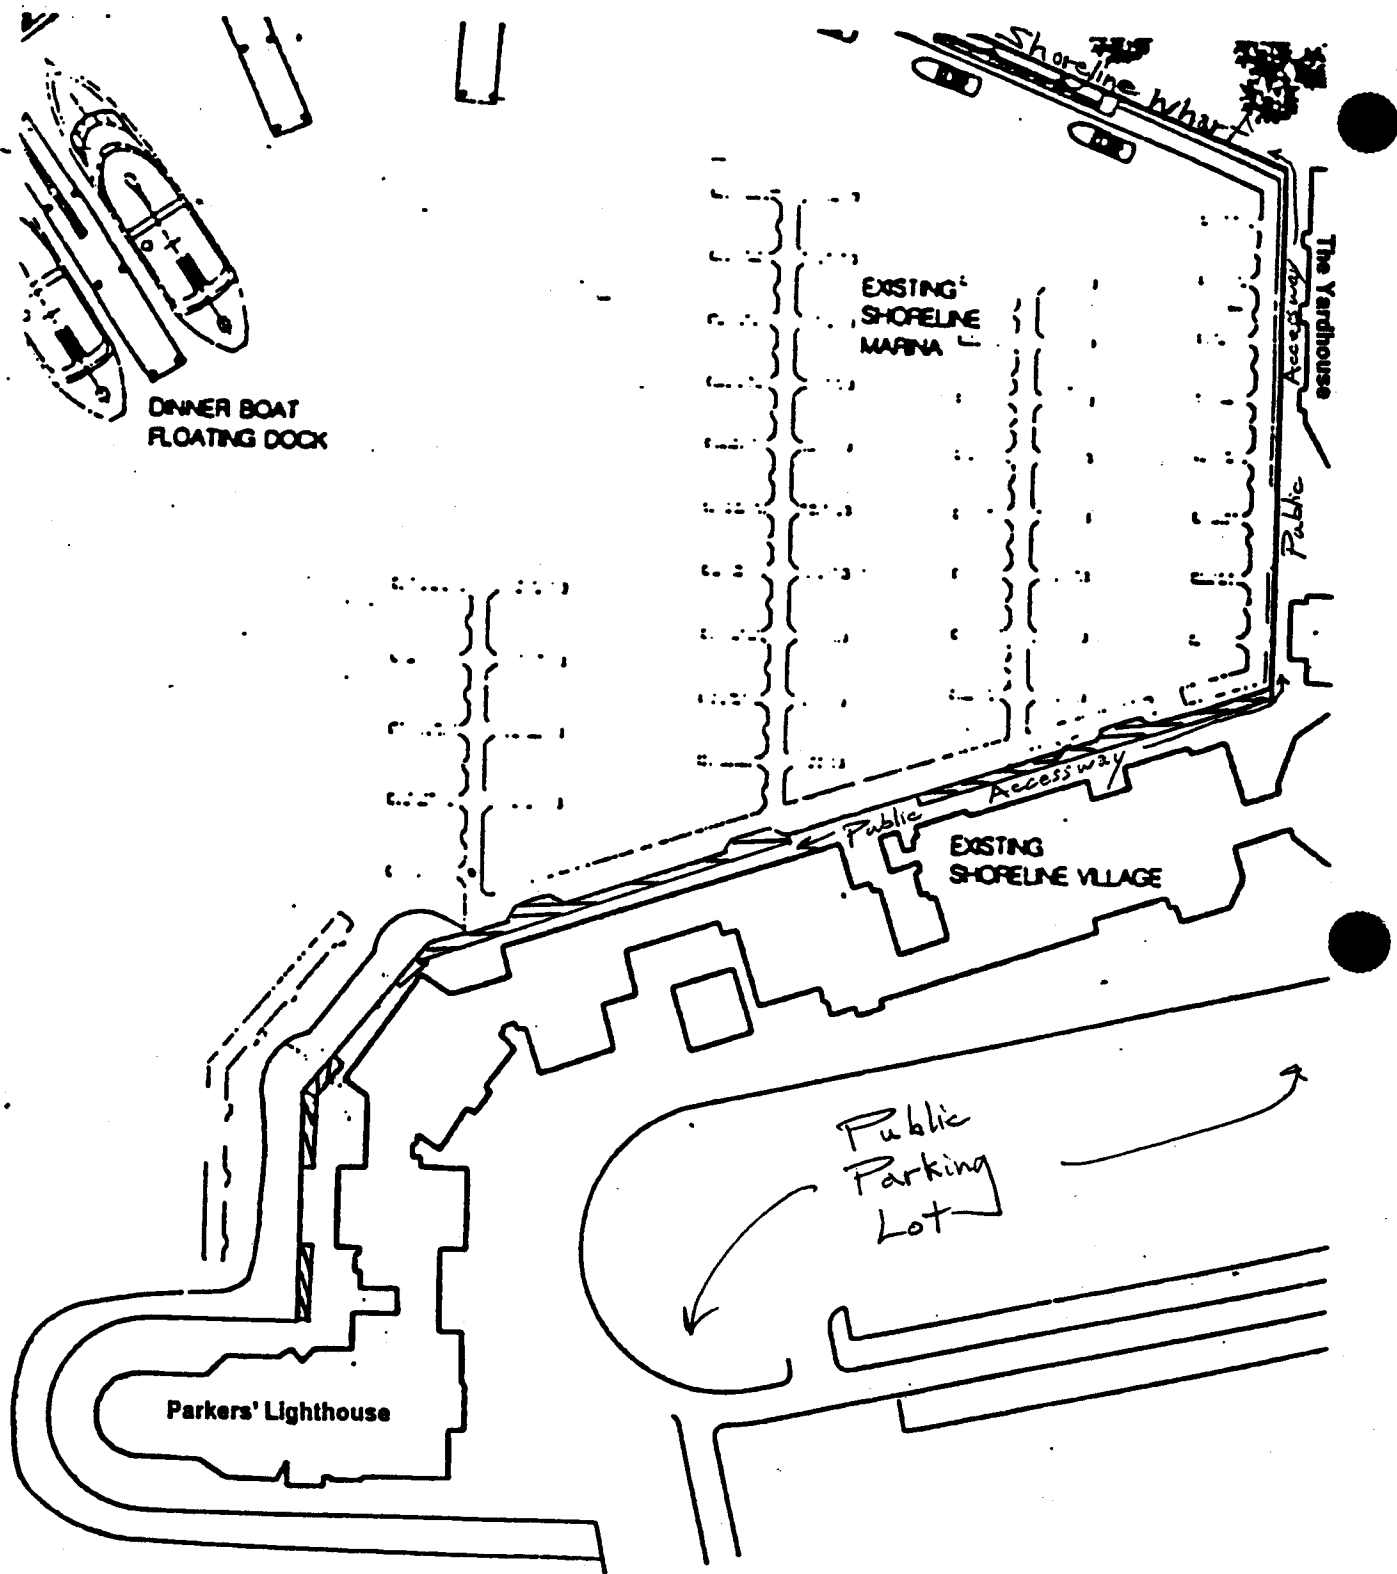 Shoreline Wharf
The Yardhouse
Public Accessway
EXISTING
SHORELINE
MARINA
DINNER BOAT
FLOATING DOCK
Public Accessway
EXISTING
SHORELINE VILLAGE
Public
Parking
Lot
Parkers' Lighthouse